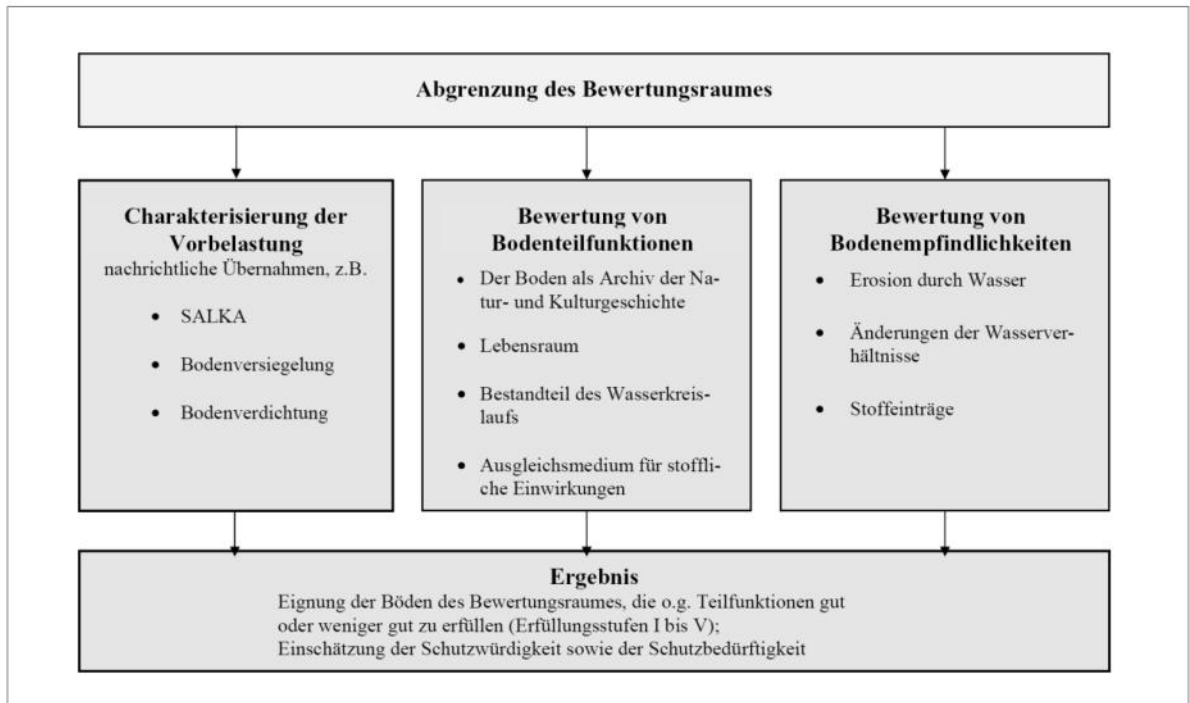 Abgrenzung des Bewertungsraumes
Charakterisierung der
Vorbelastung
nachrichtliche Übernahmen, z.B.
• SALKA
• Bodenversiegelung
• Bodenverdichtung
Bewertung von
Bodenteilfunktionen
• Der Boden als Archiv der Na-
tur- und Kulturgeschichte
• Lebensraum
• Bestandteil des Wasserkreis-
laufs
• Ausgleichsmedium für stoffli-
che Einwirkungen
Bewertung von
Bodenempfindlichkeiten
• Erosion durch Wasser
• Änderungen der Wasserver-
hältnisse
• Stoffeinträge
Ergebnis
Eignung der Böden des Bewertungsraumes, die o.g. Teilfunktionen gut
oder weniger gut zu erfüllen (Erfüllungsstufen I bis V);
Einschätzung der Schutzwürdigkeit sowie der Schutzbedürftigkeit